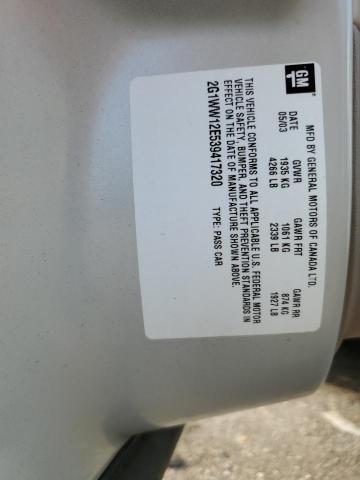 GM
MFD BY GENERAL MOTORS OF CANADA LTD.
DATE GVWR GAWR FRT GAWR RR
05/03 1935 KG 1061 KG 874 KG
4266 LB 2339 LB 1927 LB
THIS VEHICLE CONFORMS TO ALL APPLICABLE U.S. FEDERAL MOTOR
VEHICLE SAFETY, BUMPER, AND THEFT PREVENTION STANDARDS IN
EFFECT ON THE DATE OF MANUFACTURE SHOWN ABOVE.
2G1WW12E539417320 TYPE: PASS CAR